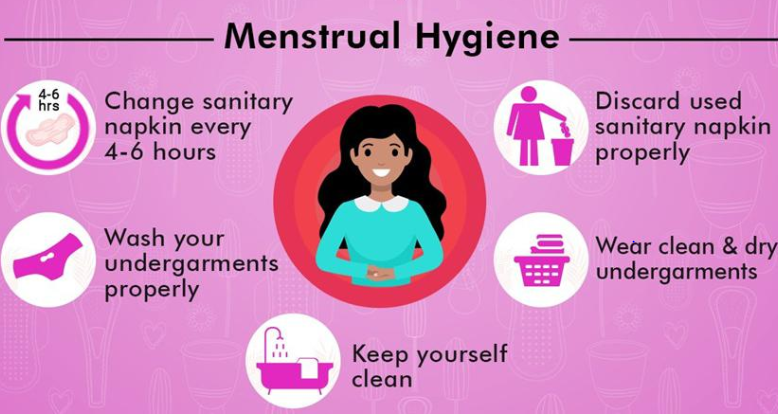 Menstrual Hygiene
4-6
hrs
Change sanitary
napkin every
4-6 hours
Discard used
sanitary napkin
properly
Wash your
undergarments
properly
Wear clean & dry
undergarments
Keep yourself
clean